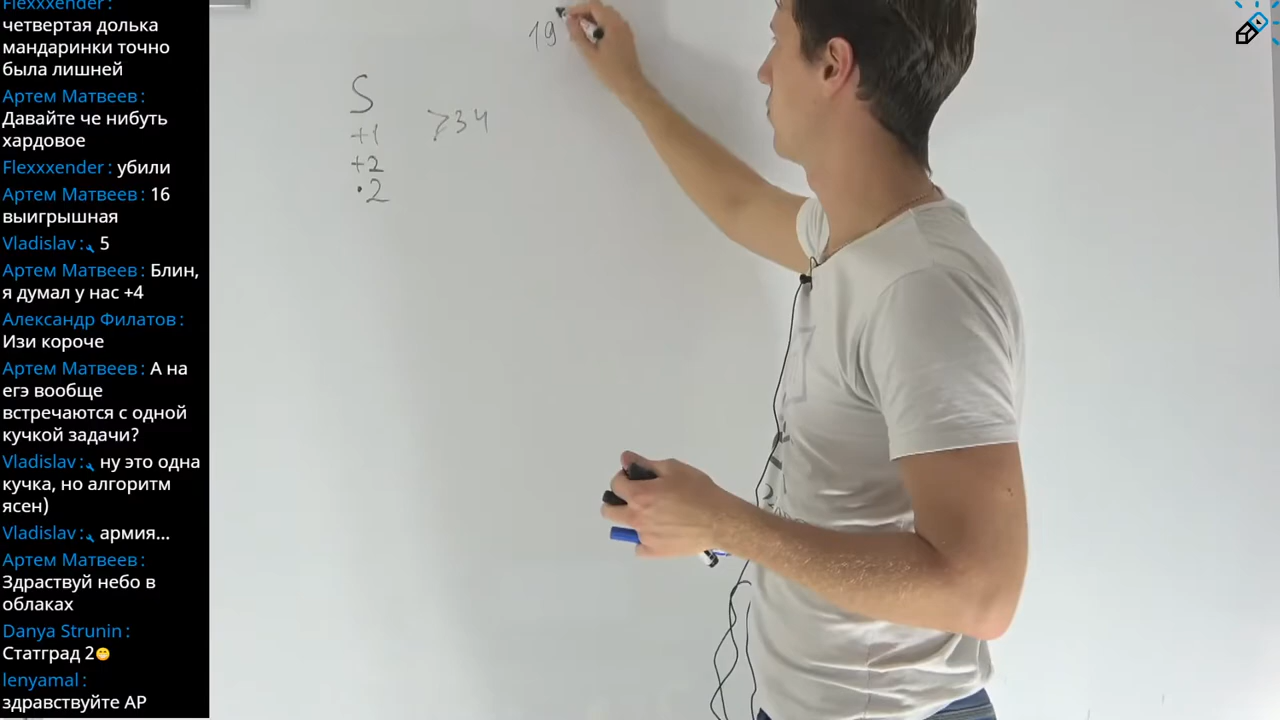 Flexxxender:
четвертая долька
мандаринки точно
была лишней
Артем Матвеев:
Давайте че нибуть
хардовое
Flexxxender: убили
Артем Матвеев: 16
выигрышная
Vladislav: 5
Артем Матвеев: Блин,
я думал у нас +4
Александр Филатов:
Изи короче
Артем Матвеев: А на
егэ вообще
встречаются с одной
кучкой задачи?
Vladislav: ну это одна
кучка, но алгоритм
ясен)
Vladislav: армия...
Артем Матвеев:
Здраствуй небо в
облаках
Danya Strunin:
Статград 2😁
lenyamal:
здравствуйте АР
19
S
+1
+2
·2
⩾34